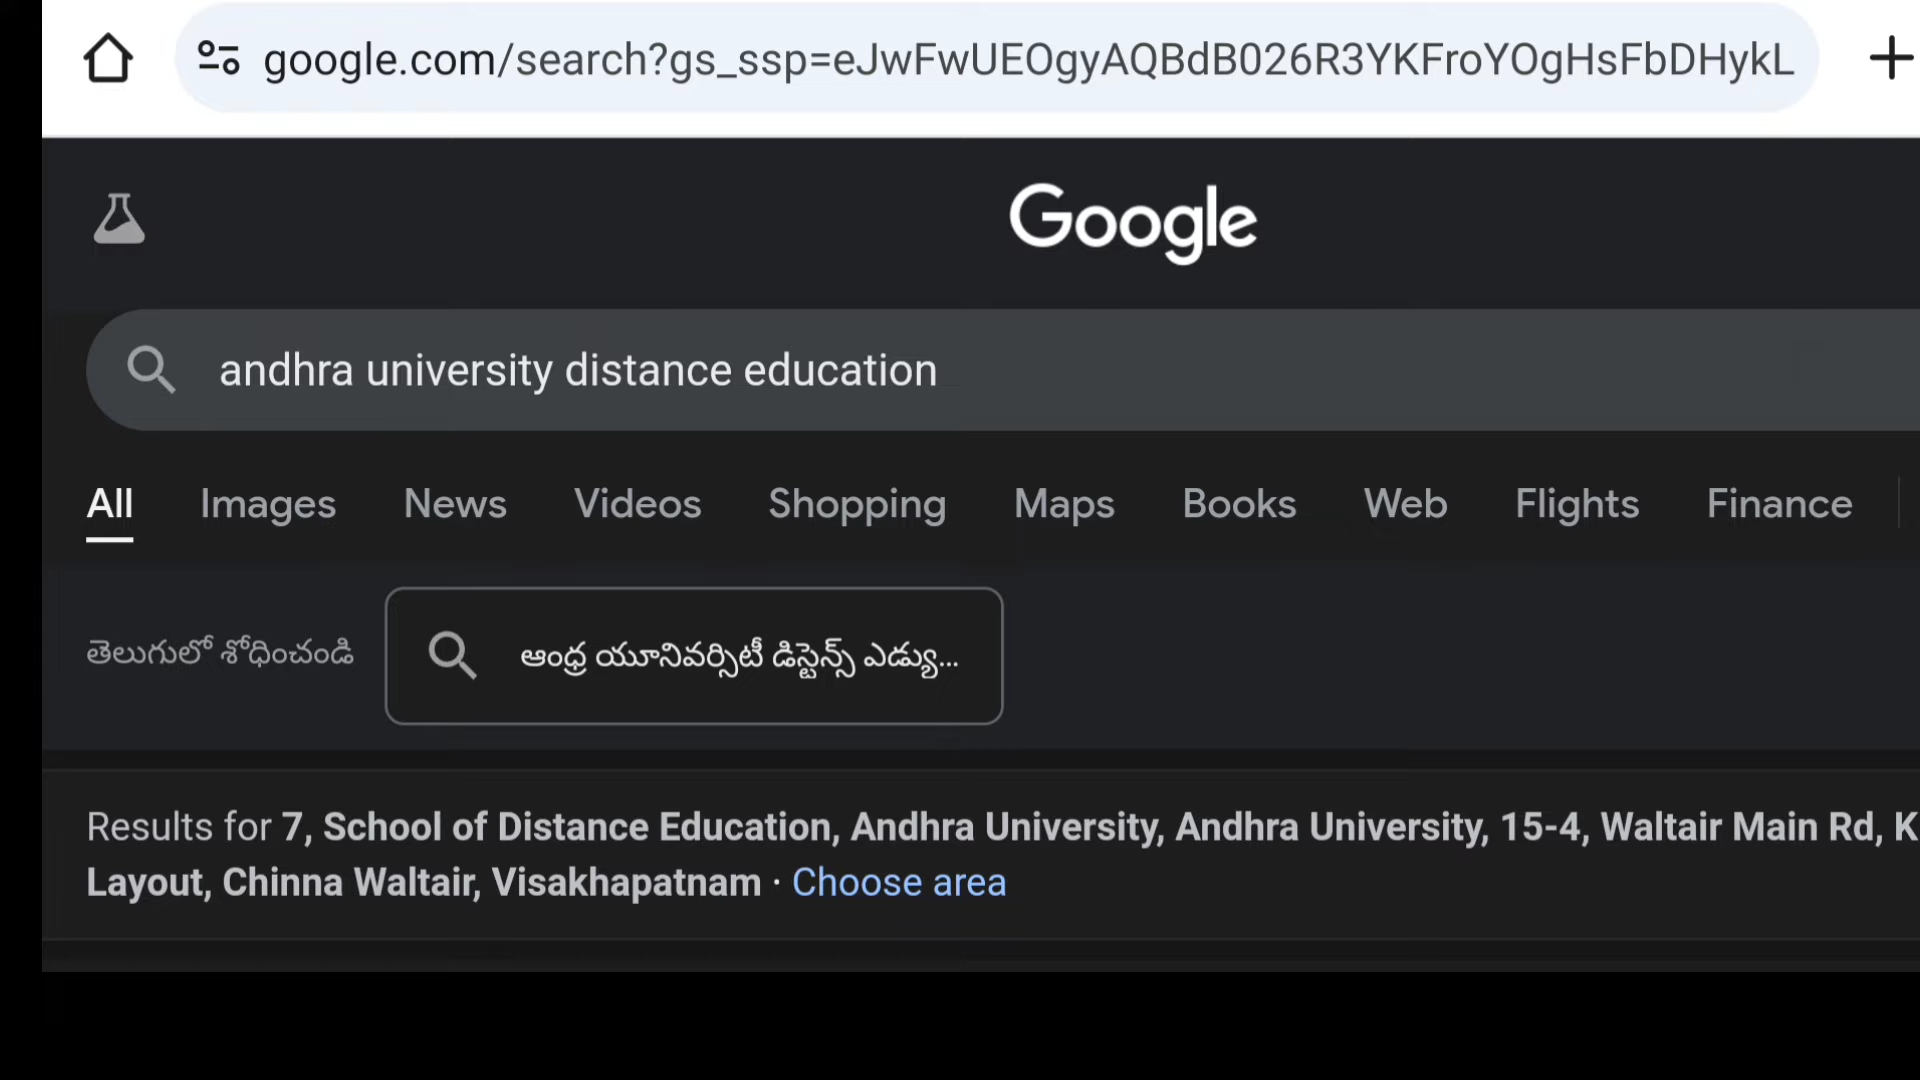 google.com/search?gs_ssp=eJwFwUEOgyAQBdB026R3YKFroYOgHsFbDHykL
Google
andhra university distance education
All Images News Videos Shopping Maps Books Web Flights Finance
తెలుగులో శోధించండి ఆంధ్ర యూనివర్సిటీ డిస్టెన్స్ ఎడ్యు...
Results for 7, School of Distance Education, Andhra University, Andhra University, 15-4, Waltair Main Rd, K
Layout, Chinna Waltair, Visakhapatnam · Choose area